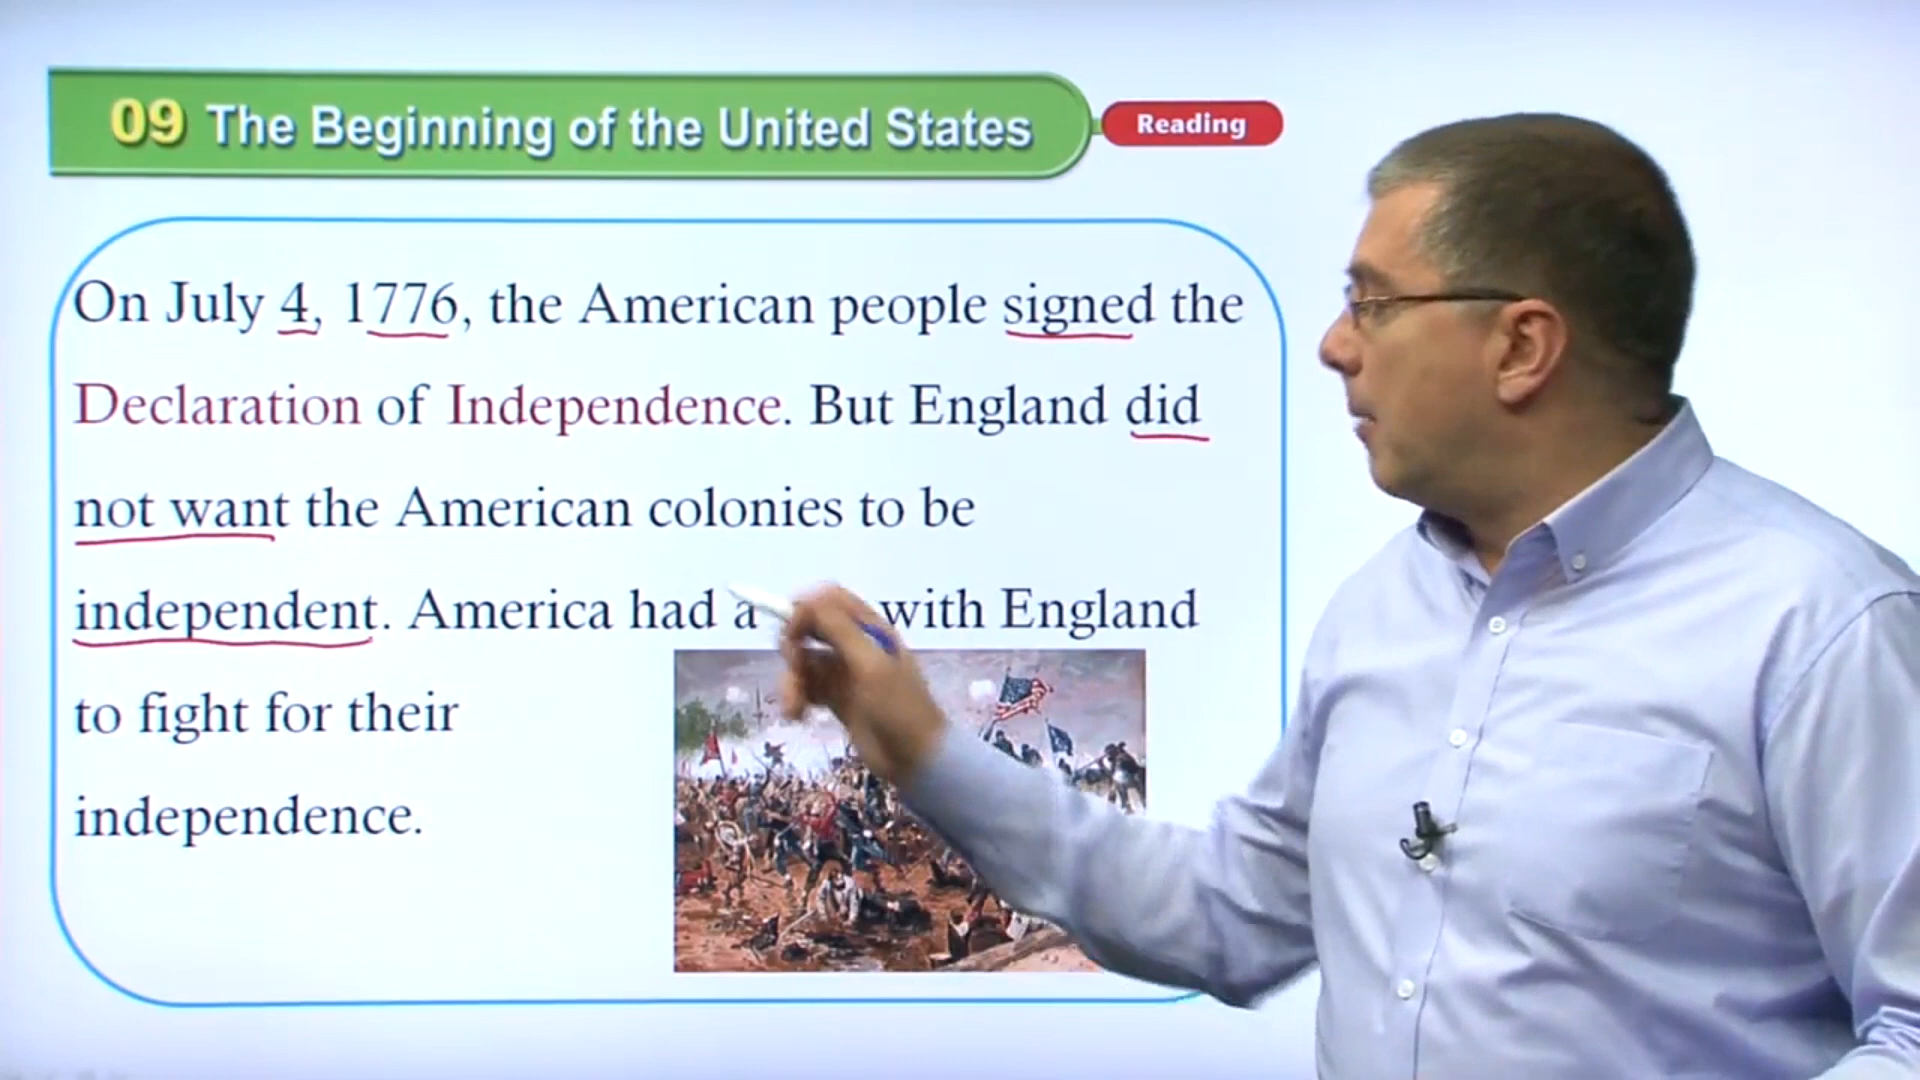 09 The Beginning of the United States
Reading
On July 4, 1776, the American people signed the
Declaration of Independence. But England did
not want the American colonies to be
independent. America had a with England
to fight for their
independence.